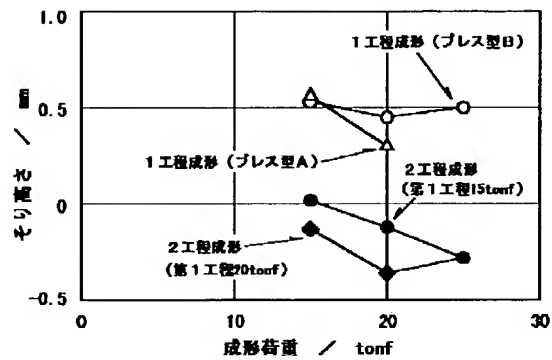 1.0
0.5
0
-0.5
そり高さ / mm
1工程成形(プレス型B)
1工程成形(プレス型A)
2工程成形
(第1工程15tonf)
2工程成形
(第1工程20tonf)
0
10
20
30
成形荷重 / tonf